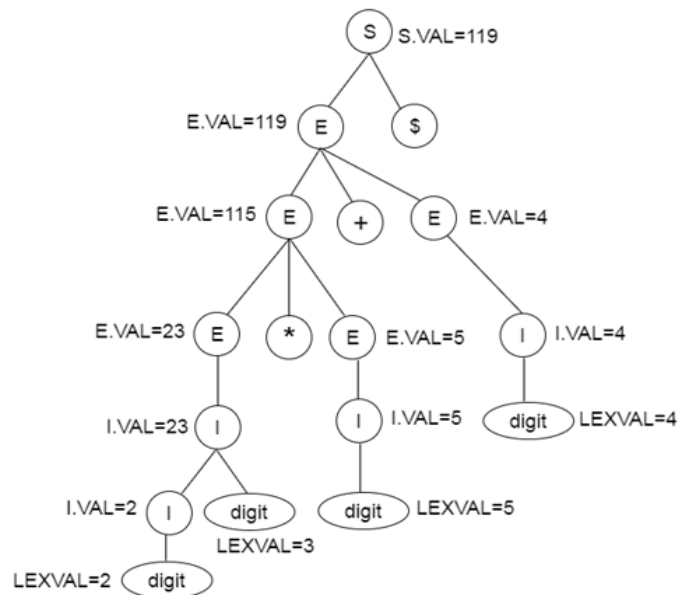 S S.VAL=119
E.VAL=119 E $
E.VAL=115 E + E E.VAL=4
E.VAL=23 E * E E.VAL=5 I I.VAL=4
I.VAL=23 I I I.VAL=5 digit LEXVAL=4
I.VAL=2 I digit digit LEXVAL=5
LEXVAL=3
LEXVAL=2 digit